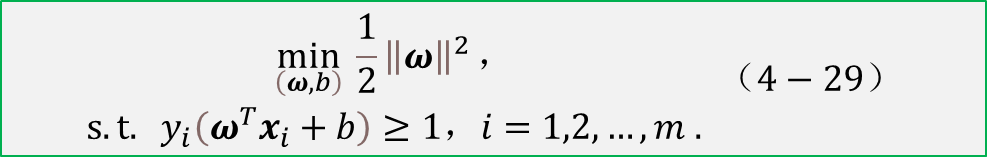 min(ω,b) 1/2 ‖ω‖²，
（4 − 29）
s.t. yᵢ(ωᵀxᵢ + b) ≥ 1，i = 1,2, … , m .